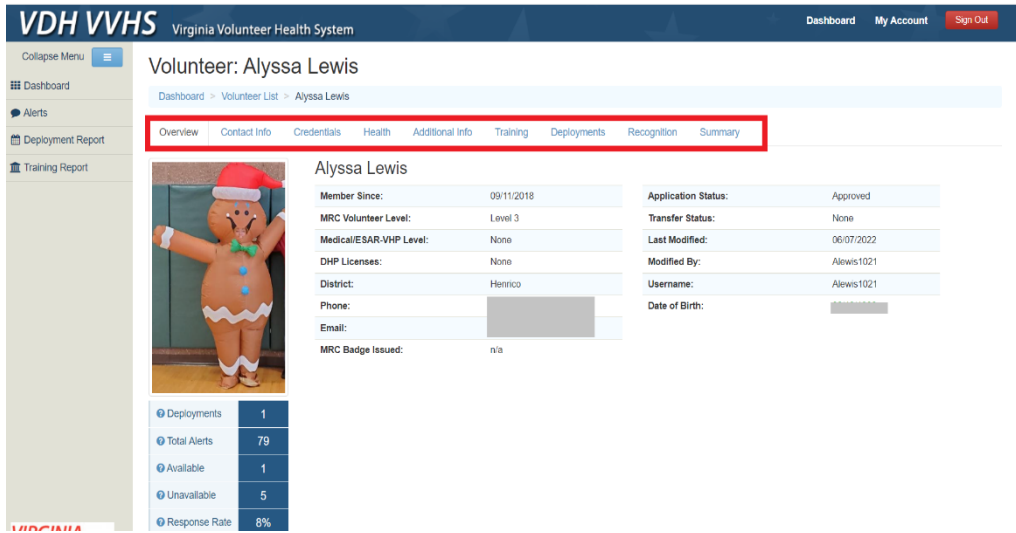 VDH VVHS Virginia Volunteer Health System
Dashboard My Account Sign Out
Collapse Menu
Dashboard
Alerts
Deployment Report
Training Report
Volunteer: Alyssa Lewis
Dashboard > Volunteer List > Alyssa Lewis
Overview Contact Info Credentials Health Additional Info Training Deployments Recognition Summary
Alyssa Lewis
Member Since: 09/11/2018
MRC Volunteer Level: Level 3
Medical/ESAR-VHP Level: None
DHP Licenses: None
District: Henrico
Phone:
Email:
MRC Badge Issued: n/a
Application Status: Approved
Transfer Status: None
Last Modified: 06/07/2022
Modified By: Alewis1021
Username: Alewis1021
Date of Birth:
Deployments 1
Total Alerts 79
Available 1
Unavailable 5
Response Rate 8%
VIRGINIA